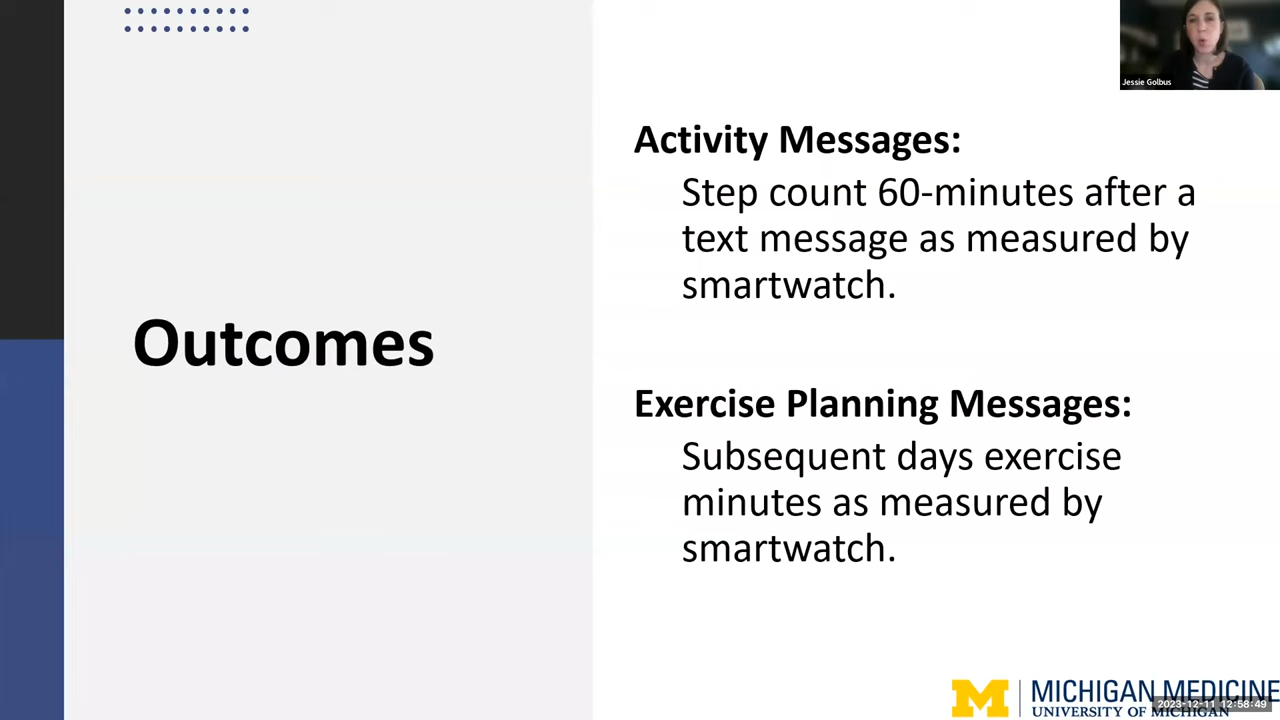 Jessie Golbus
Activity Messages:
Step count 60-minutes after a
text message as measured by
smartwatch.
Outcomes
Exercise Planning Messages:
Subsequent days exercise
minutes as measured by
smartwatch.
M
MICHIGAN MEDICINE
UNIVERSITY OF MICHIGAN
2023-12-11 12:58:49